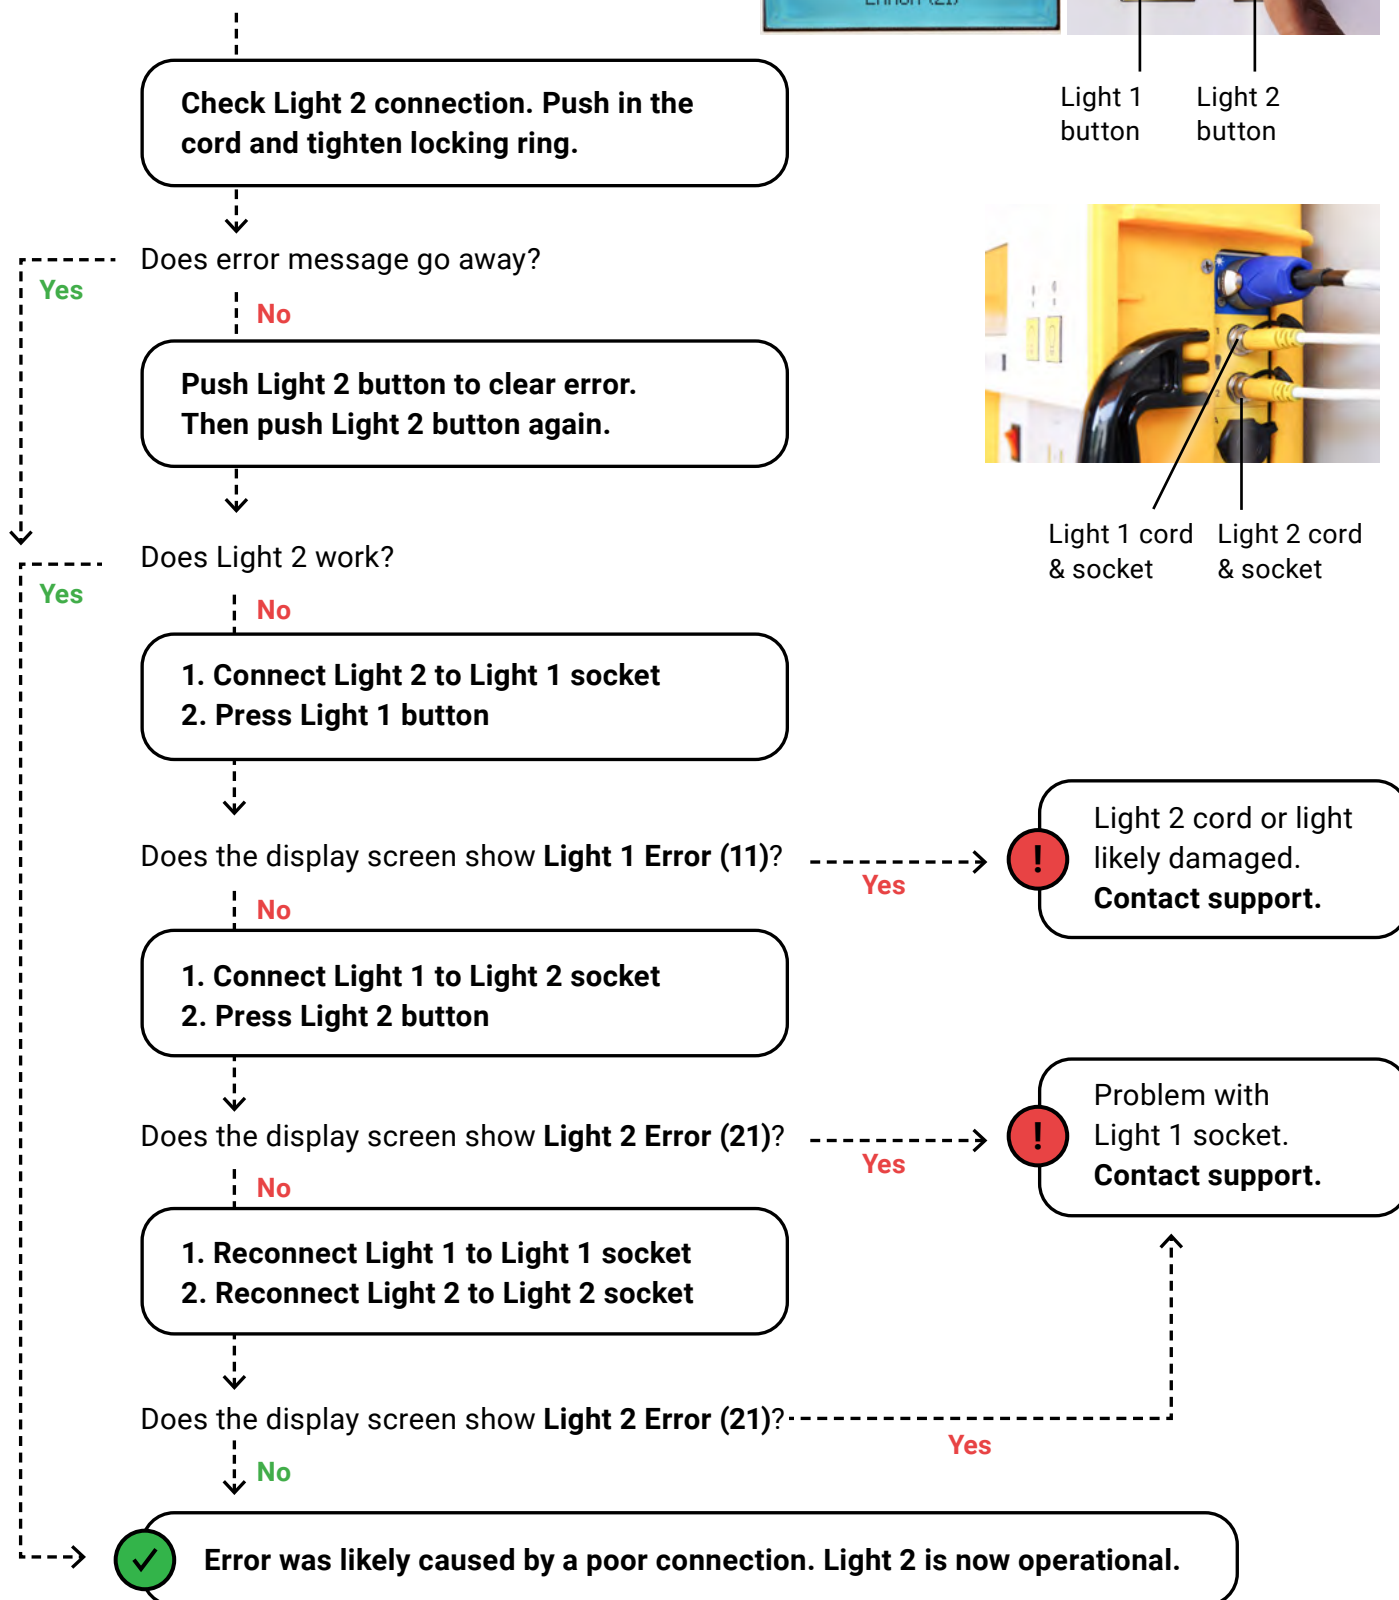 Error (21)
Light 1
button
Light 2
button
Check Light 2 connection. Push in the
cord and tighten locking ring.
Does error message go away?
Yes
No
Push Light 2 button to clear error.
Then push Light 2 button again.
Light 1 cord
& socket
Light 2 cord
& socket
Does Light 2 work?
Yes
No
1. Connect Light 2 to Light 1 socket
2. Press Light 1 button
Does the display screen show Light 1 Error (11)?
Yes
Light 2 cord or light
likely damaged.
Contact support.
No
1. Connect Light 1 to Light 2 socket
2. Press Light 2 button
Does the display screen show Light 2 Error (21)?
Yes
Problem with
Light 1 socket.
Contact support.
No
1. Reconnect Light 1 to Light 1 socket
2. Reconnect Light 2 to Light 2 socket
Does the display screen show Light 2 Error (21)?
Yes
No
Error was likely caused by a poor connection. Light 2 is now operational.